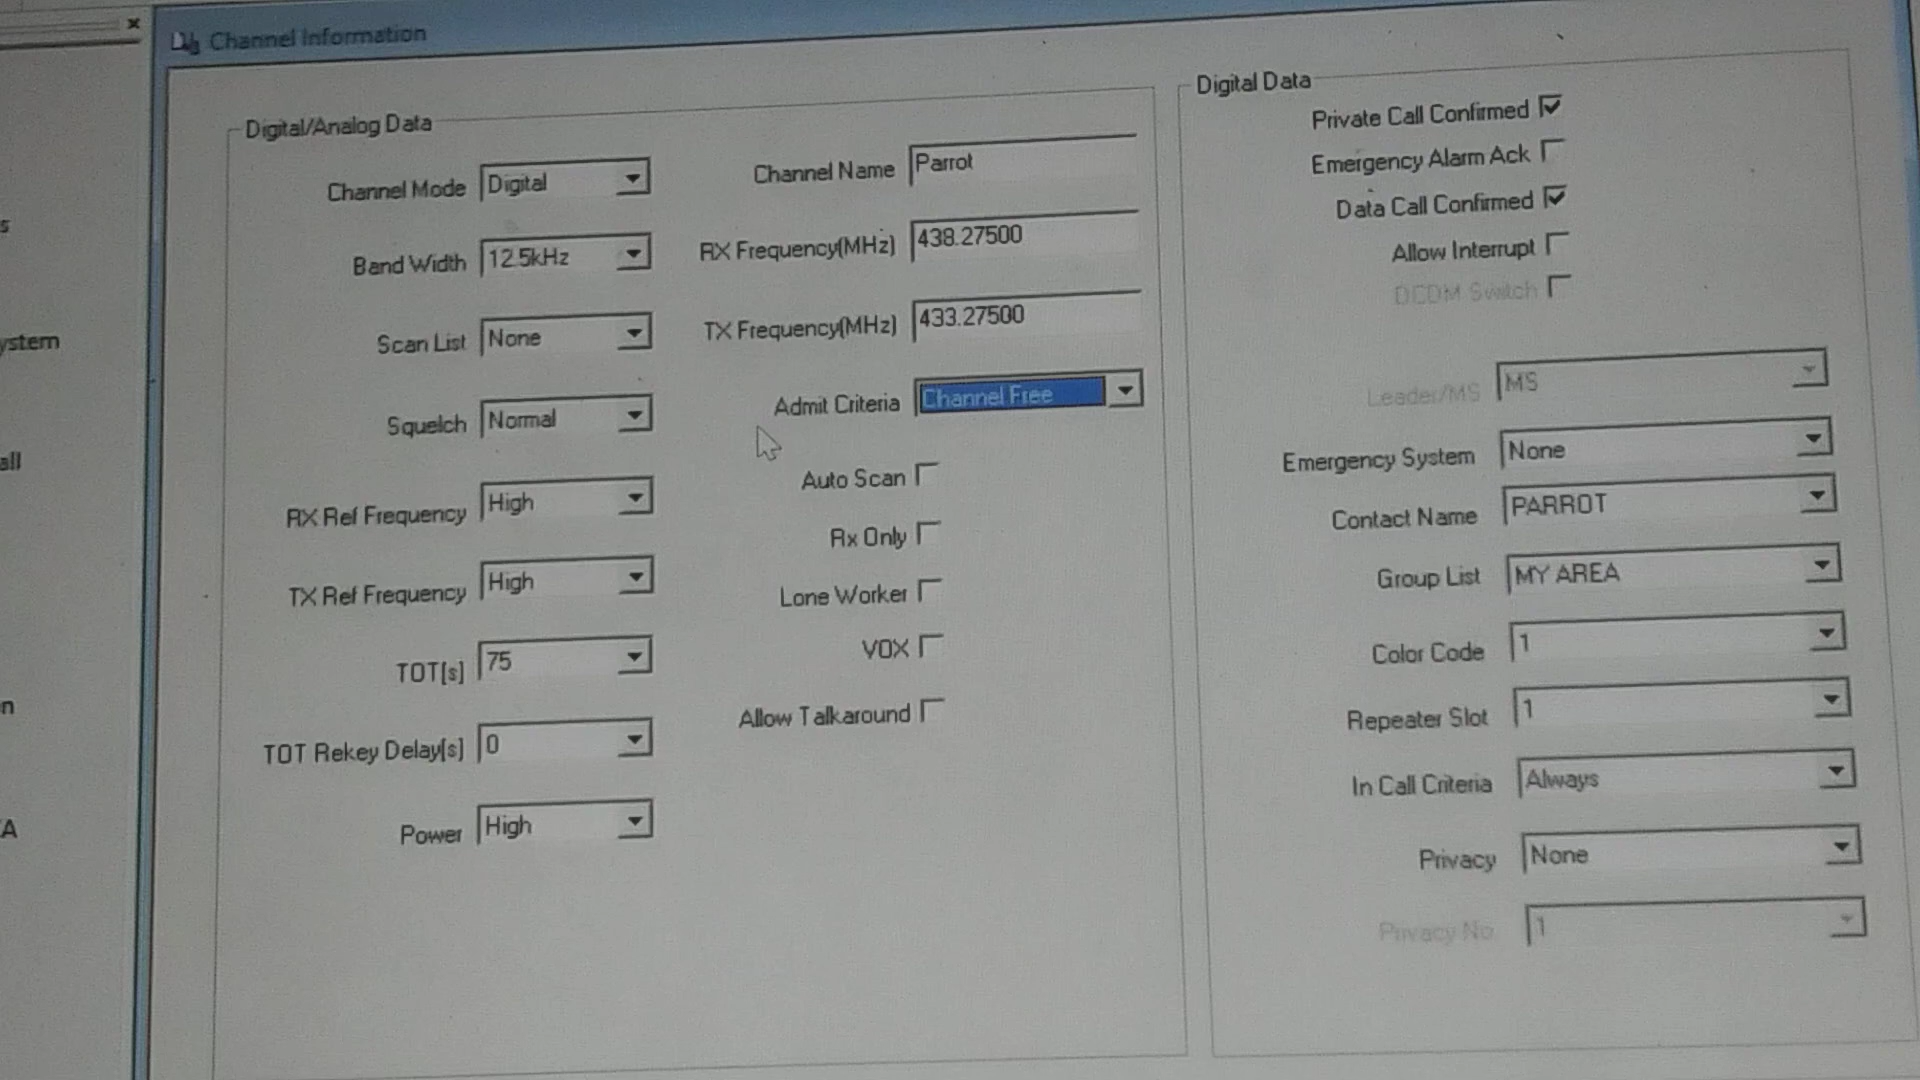 Channel Information
Digital/Analog Data
Channel Mode Digital
Band Width 12.5kHz
Scan List None
Squelch Normal
RX Ref Frequency High
TX Ref Frequency High
TOT[s] 75
TOT Rekey Delay[s] 0
Power High
Channel Name Parrot
RX Frequency(MHz) 438.27500
TX Frequency(MHz) 433.27500
Admit Criteria Channel Free
Auto Scan
Rx Only
Lone Worker
VOX
Allow Talkaround
Digital Data
Private Call Confirmed
Emergency Alarm Ack
Data Call Confirmed
Allow Interrupt
DCDM Switch
Leader/MS MS
Emergency System None
Contact Name PARROT
Group List MY AREA
Color Code 1
Repeater Slot 1
In Call Criteria Always
Privacy None
Privacy No 1